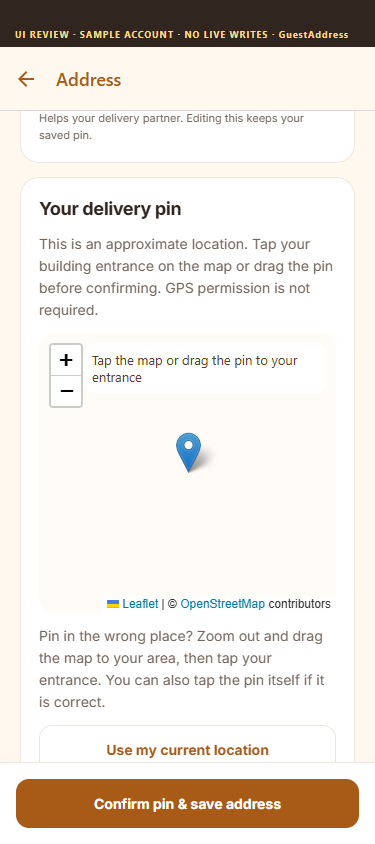 UI REVIEW · SAMPLE ACCOUNT · NO LIVE WRITES · GuestAddress
Address
Helps your delivery partner. Editing this keeps your
saved pin.
Your delivery pin
This is an approximate location. Tap your
building entrance on the map or drag the pin
before confirming. GPS permission is not
required.
+
Tap the map or drag the pin to your
entrance
−
Leaflet | © OpenStreetMap contributors
Pin in the wrong place? Zoom out and drag
the map to your area, then tap your
entrance. You can also tap the pin itself if it
is correct.
Use my current location
Confirm pin & save address